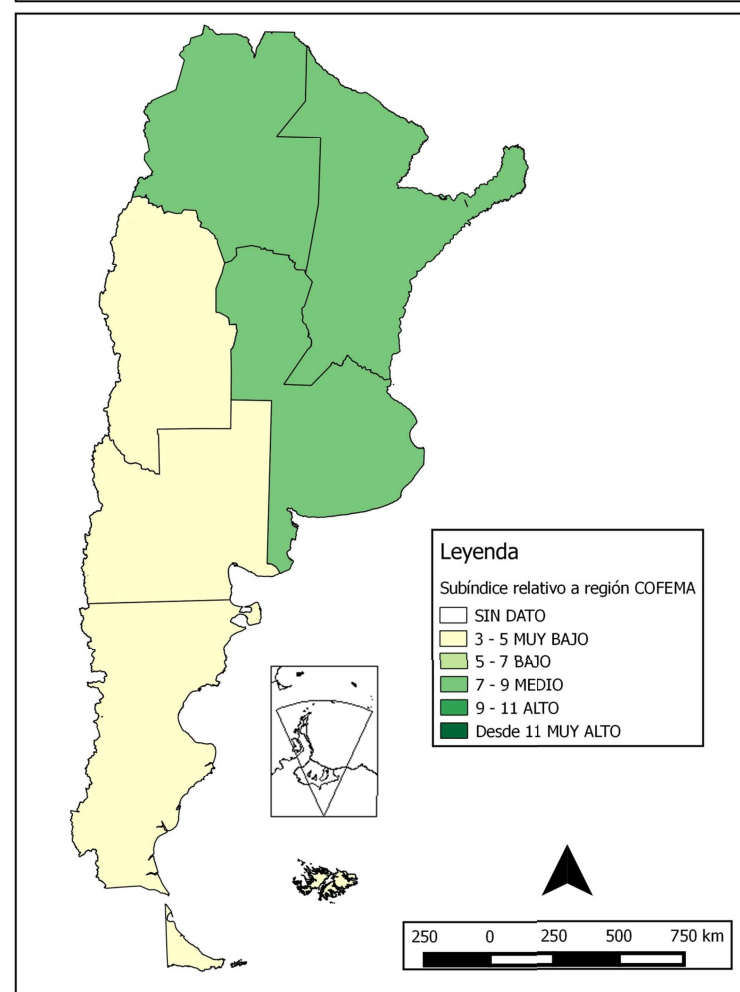 Leyenda
Subíndice relativo a región COFEMA
SIN DATO
3 - 5 MUY BAJO
5 - 7 BAJO
7 - 9 MEDIO
9 - 11 ALTO
Desde 11 MUY ALTO
250 0 250 500 750 km